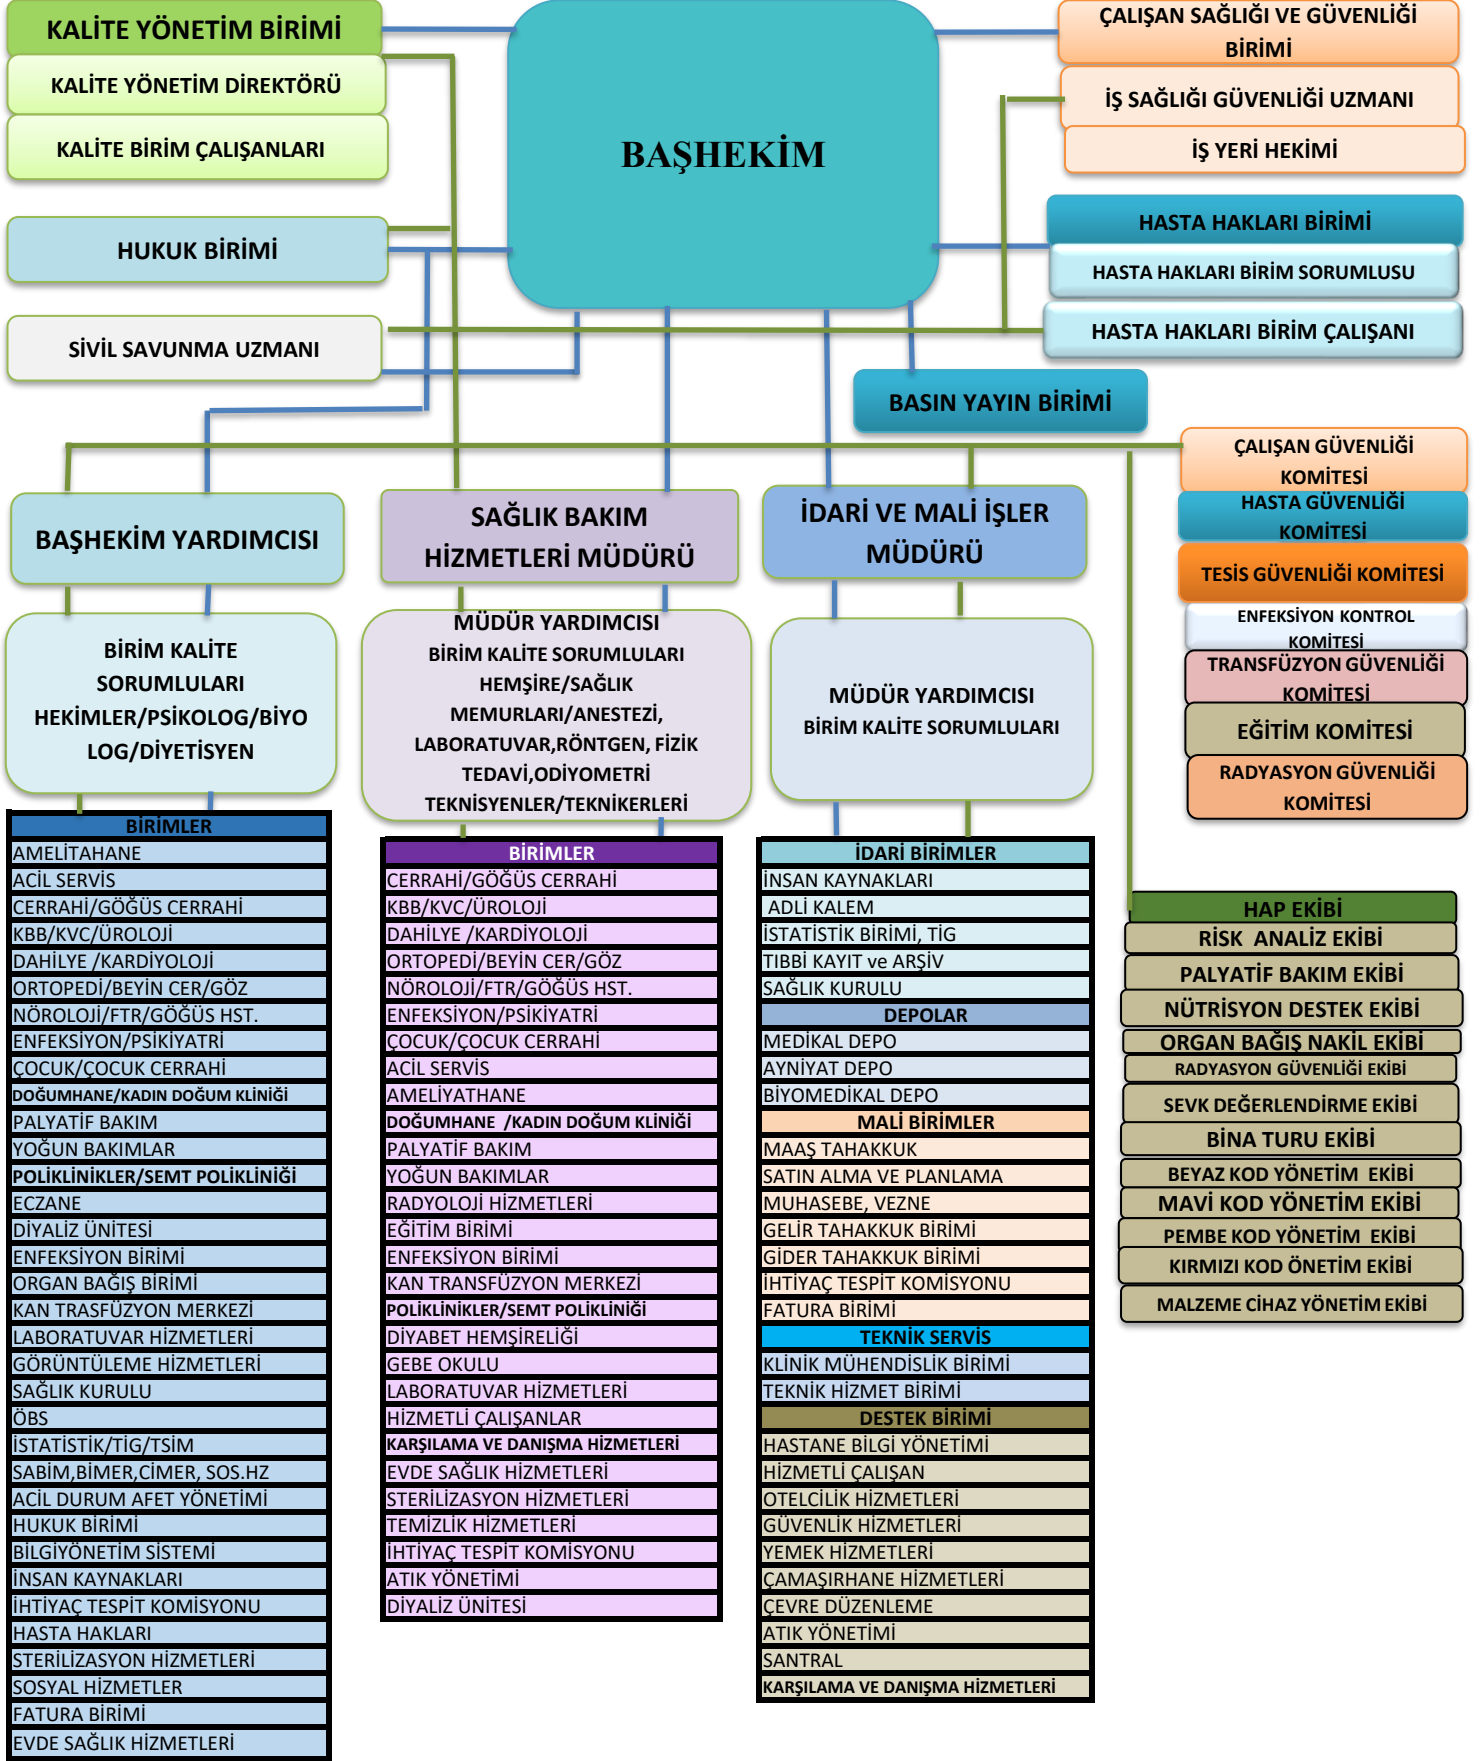 KALİTE YÖNETİM BİRİMİ
KALİTE YÖNETİM DİREKTÖRÜ
KALİTE BİRİM ÇALIŞANLARI
HUKUK BİRİMİ
SİVİL SAVUNMA UZMANI
BAŞHEKİM
ÇALIŞAN SAĞLIĞI VE GÜVENLİĞİ
BİRİMİ
İŞ SAĞLIĞI GÜVENLİĞİ UZMANI
İŞ YERİ HEKİMİ
HASTA HAKLARI BİRİMİ
HASTA HAKLARI BİRİM SORUMLUSU
HASTA HAKLARI BİRİM ÇALIŞANI
BASIN YAYIN BİRİMİ
BAŞHEKİM YARDIMCISI
BİRİM KALİTE
SORUMLULARI
HEKİMLER/PSİKOLOG/BİYO
LOG/DİYETİSYEN
BİRİMLER
AMELİTAHANE
ACİL SERVİS
CERRAHİ/GÖĞÜS CERRAHİ
KBB/KVC/ÜROLOJİ
DAHİLYE /KARDİYOLOJİ
ORTOPEDİ/BEYİN CER/GÖZ
NÖROLOJİ/FTR/GÖĞÜS HST.
ENFEKSİYON/PSİKİYATRİ
ÇOCUK/ÇOCUK CERRAHİ
DOĞUMHANE/KADIN DOĞUM KLİNİĞİ
PALYATİF BAKIM
YOĞUN BAKIMLAR
POLİKLİNİKLER/SEMT POLİKLİNİĞİ
ECZANE
DİYALİZ ÜNİTESİ
ENFEKSİYON BİRİMİ
ORGAN BAĞIŞ BİRİMİ
KAN TRASFÜZYON MERKEZİ
LABORATUVAR HİZMETLERİ
GÖRÜNTÜLEME HİZMETLERİ
SAĞLIK KURULU
ÖBS
İSTATİSTİK/TİG/TSİM
SABİM,BİMER,CİMER, SOS.HZ
ACİL DURUM AFET YÖNETİMİ
HUKUK BİRİMİ
BİLGİYÖNETİM SİSTEMİ
İNSAN KAYNAKLARI
İHTİYAÇ TESPİT KOMİSYONU
HASTA HAKLARI
STERİLİZASYON HİZMETLERİ
SOSYAL HİZMETLER
FATURA BİRİMİ
EVDE SAĞLIK HİZMETLERİ
SAĞLIK BAKIM
HİZMETLERİ MÜDÜRÜ
MÜDÜR YARDIMCISI
BİRİM KALİTE SORUMLULARI
HEMŞİRE/SAĞLIK
MEMURLARI/ANESTEZİ,
LABORATUVAR,RÖNTGEN, FİZİK
TEDAVİ,ODİYOMETRİ
TEKNİSYENLER/TEKNİKERLERİ
BİRİMLER
CERRAHİ/GÖĞÜS CERRAHİ
KBB/KVC/ÜROLOJİ
DAHİLYE /KARDİYOLOJİ
ORTOPEDİ/BEYİN CER/GÖZ
NÖROLOJİ/FTR/GÖĞÜS HST.
ENFEKSİYON/PSİKİYATRİ
ÇOCUK/ÇOCUK CERRAHİ
ACİL SERVİS
AMELİYATHANE
DOĞUMHANE /KADIN DOĞUM KLİNİĞİ
PALYATİF BAKIM
YOĞUN BAKIMLAR
RADYOLOJİ HİZMETLERİ
EĞİTİM BİRİMİ
ENFEKSİYON BİRİMİ
KAN TRANSFÜZYON MERKEZİ
POLİKLİNİKLER/SEMT POLİKLİNİĞİ
DİYABET HEMŞİRELİĞİ
GEBE OKULU
LABORATUVAR HİZMETLERİ
HİZMETLİ ÇALIŞANLAR
KARŞILAMA VE DANIŞMA HİZMETLERİ
EVDE SAĞLIK HİZMETLERİ
STERİLİZASYON HİZMETLERİ
TEMİZLİK HİZMETLERİ
İHTİYAÇ TESPİT KOMİSYONU
ATIK YÖNETİMİ
DİYALİZ ÜNİTESİ
İDARİ VE MALİ İŞLER
MÜDÜRÜ
MÜDÜR YARDIMCISI
BİRİM KALİTE SORUMLULARI
İDARİ BİRİMLER
İNSAN KAYNAKLARI
ADLİ KALEM
İSTATİSTİK BİRİMİ, TİG
TIBBİ KAYIT ve ARŞİV
SAĞLIK KURULU
DEPOLAR
MEDİKAL DEPO
AYNİYAT DEPO
BİYOMEDİKAL DEPO
MALİ BİRİMLER
MAAŞ TAHAKKUK
SATIN ALMA VE PLANLAMA
MUHASEBE, VEZNE
GELİR TAHAKKUK BİRİMİ
GİDER TAHAKKUK BİRİMİ
İHTİYAÇ TESPİT KOMİSYONU
FATURA BİRİMİ
TEKNİK SERVİS
KLİNİK MÜHENDİSLİK BİRİMİ
TEKNİK HİZMET BİRİMİ
DESTEK BİRİMİ
HASTANE BİLGİ YÖNETİMİ
HİZMETLİ ÇALIŞAN
OTELCİLİK HİZMETLERİ
GÜVENLİK HİZMETLERİ
YEMEK HİZMETLERİ
ÇAMAŞIRHANE HİZMETLERİ
ÇEVRE DÜZENLEME
ATIK YÖNETİMİ
SANTRAL
KARŞILAMA VE DANIŞMA HİZMETLERİ
ÇALIŞAN GÜVENLİĞİ
KOMİTESİ
HASTA GÜVENLİĞİ
KOMİTESİ
TESİS GÜVENLİĞİ KOMİTESİ
ENFEKSİYON KONTROL
KOMİTESİ
TRANSFÜZYON GÜVENLİĞİ
KOMİTESİ
EĞİTİM KOMİTESİ
RADYASYON GÜVENLİĞİ
KOMİTESİ
HAP EKİBİ
RİSK ANALİZ EKİBİ
PALYATİF BAKIM EKİBİ
NÜTRİSYON DESTEK EKİBİ
ORGAN BAĞIŞ NAKİL EKİBİ
RADYASYON GÜVENLİĞİ EKİBİ
SEVK DEĞERLENDİRME EKİBİ
BİNA TURU EKİBİ
BEYAZ KOD YÖNETİM EKİBİ
MAVİ KOD YÖNETİM EKİBİ
PEMBE KOD YÖNETİM EKİBİ
KIRMIZI KOD ÖNETİM EKİBİ
MALZEME CİHAZ YÖNETİM EKİBİ